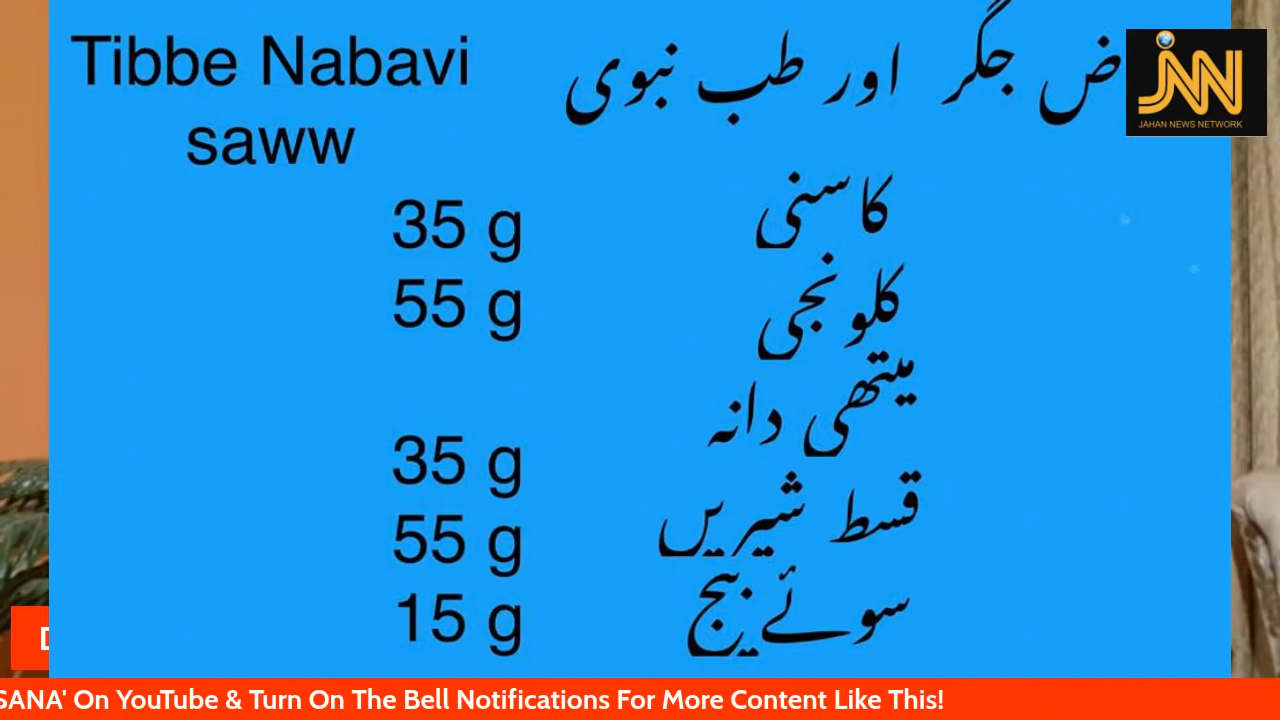 Tibbe Nabavi
saww
ض جگر اور طب نبوی
JNN
JAHAN NEWS NETWORK
35 g کاسنی
55 g کلونجی
میتھی دانہ
35 g
55 g قسط شیریں
15 g سوئے بیج
SANA' On YouTube & Turn On The Bell Notifications For More Content Like This!